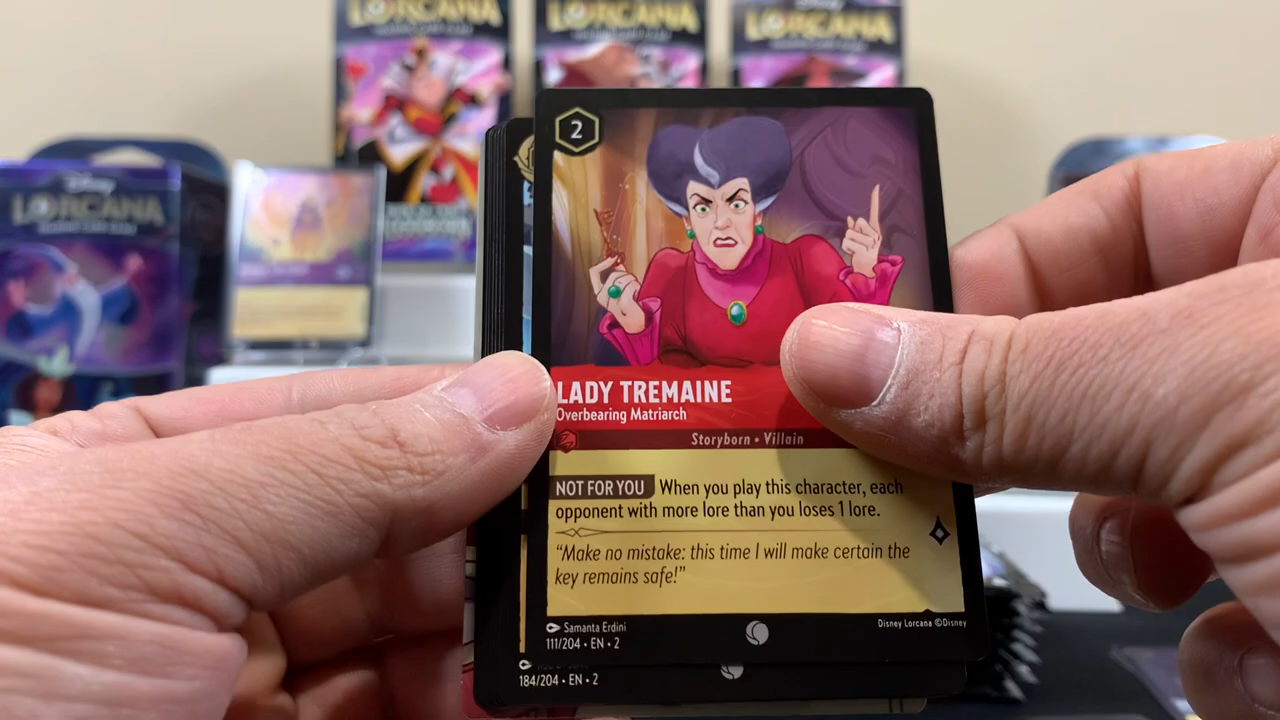 LORCANA
LORCANA
Disney
LORCANA
Disney
LORCANA
2
LADY TREMAINE
Overbearing Matriarch
Storyborn • Villain
NOT FOR YOU When you play this character, each
opponent with more lore than you loses 1 lore.
“Make no mistake: this time I will make certain the
key remains safe!”
Samanta Erdini
111/204 • EN • 2
Disney Lorcana ©Disney
184/204 • EN • 2